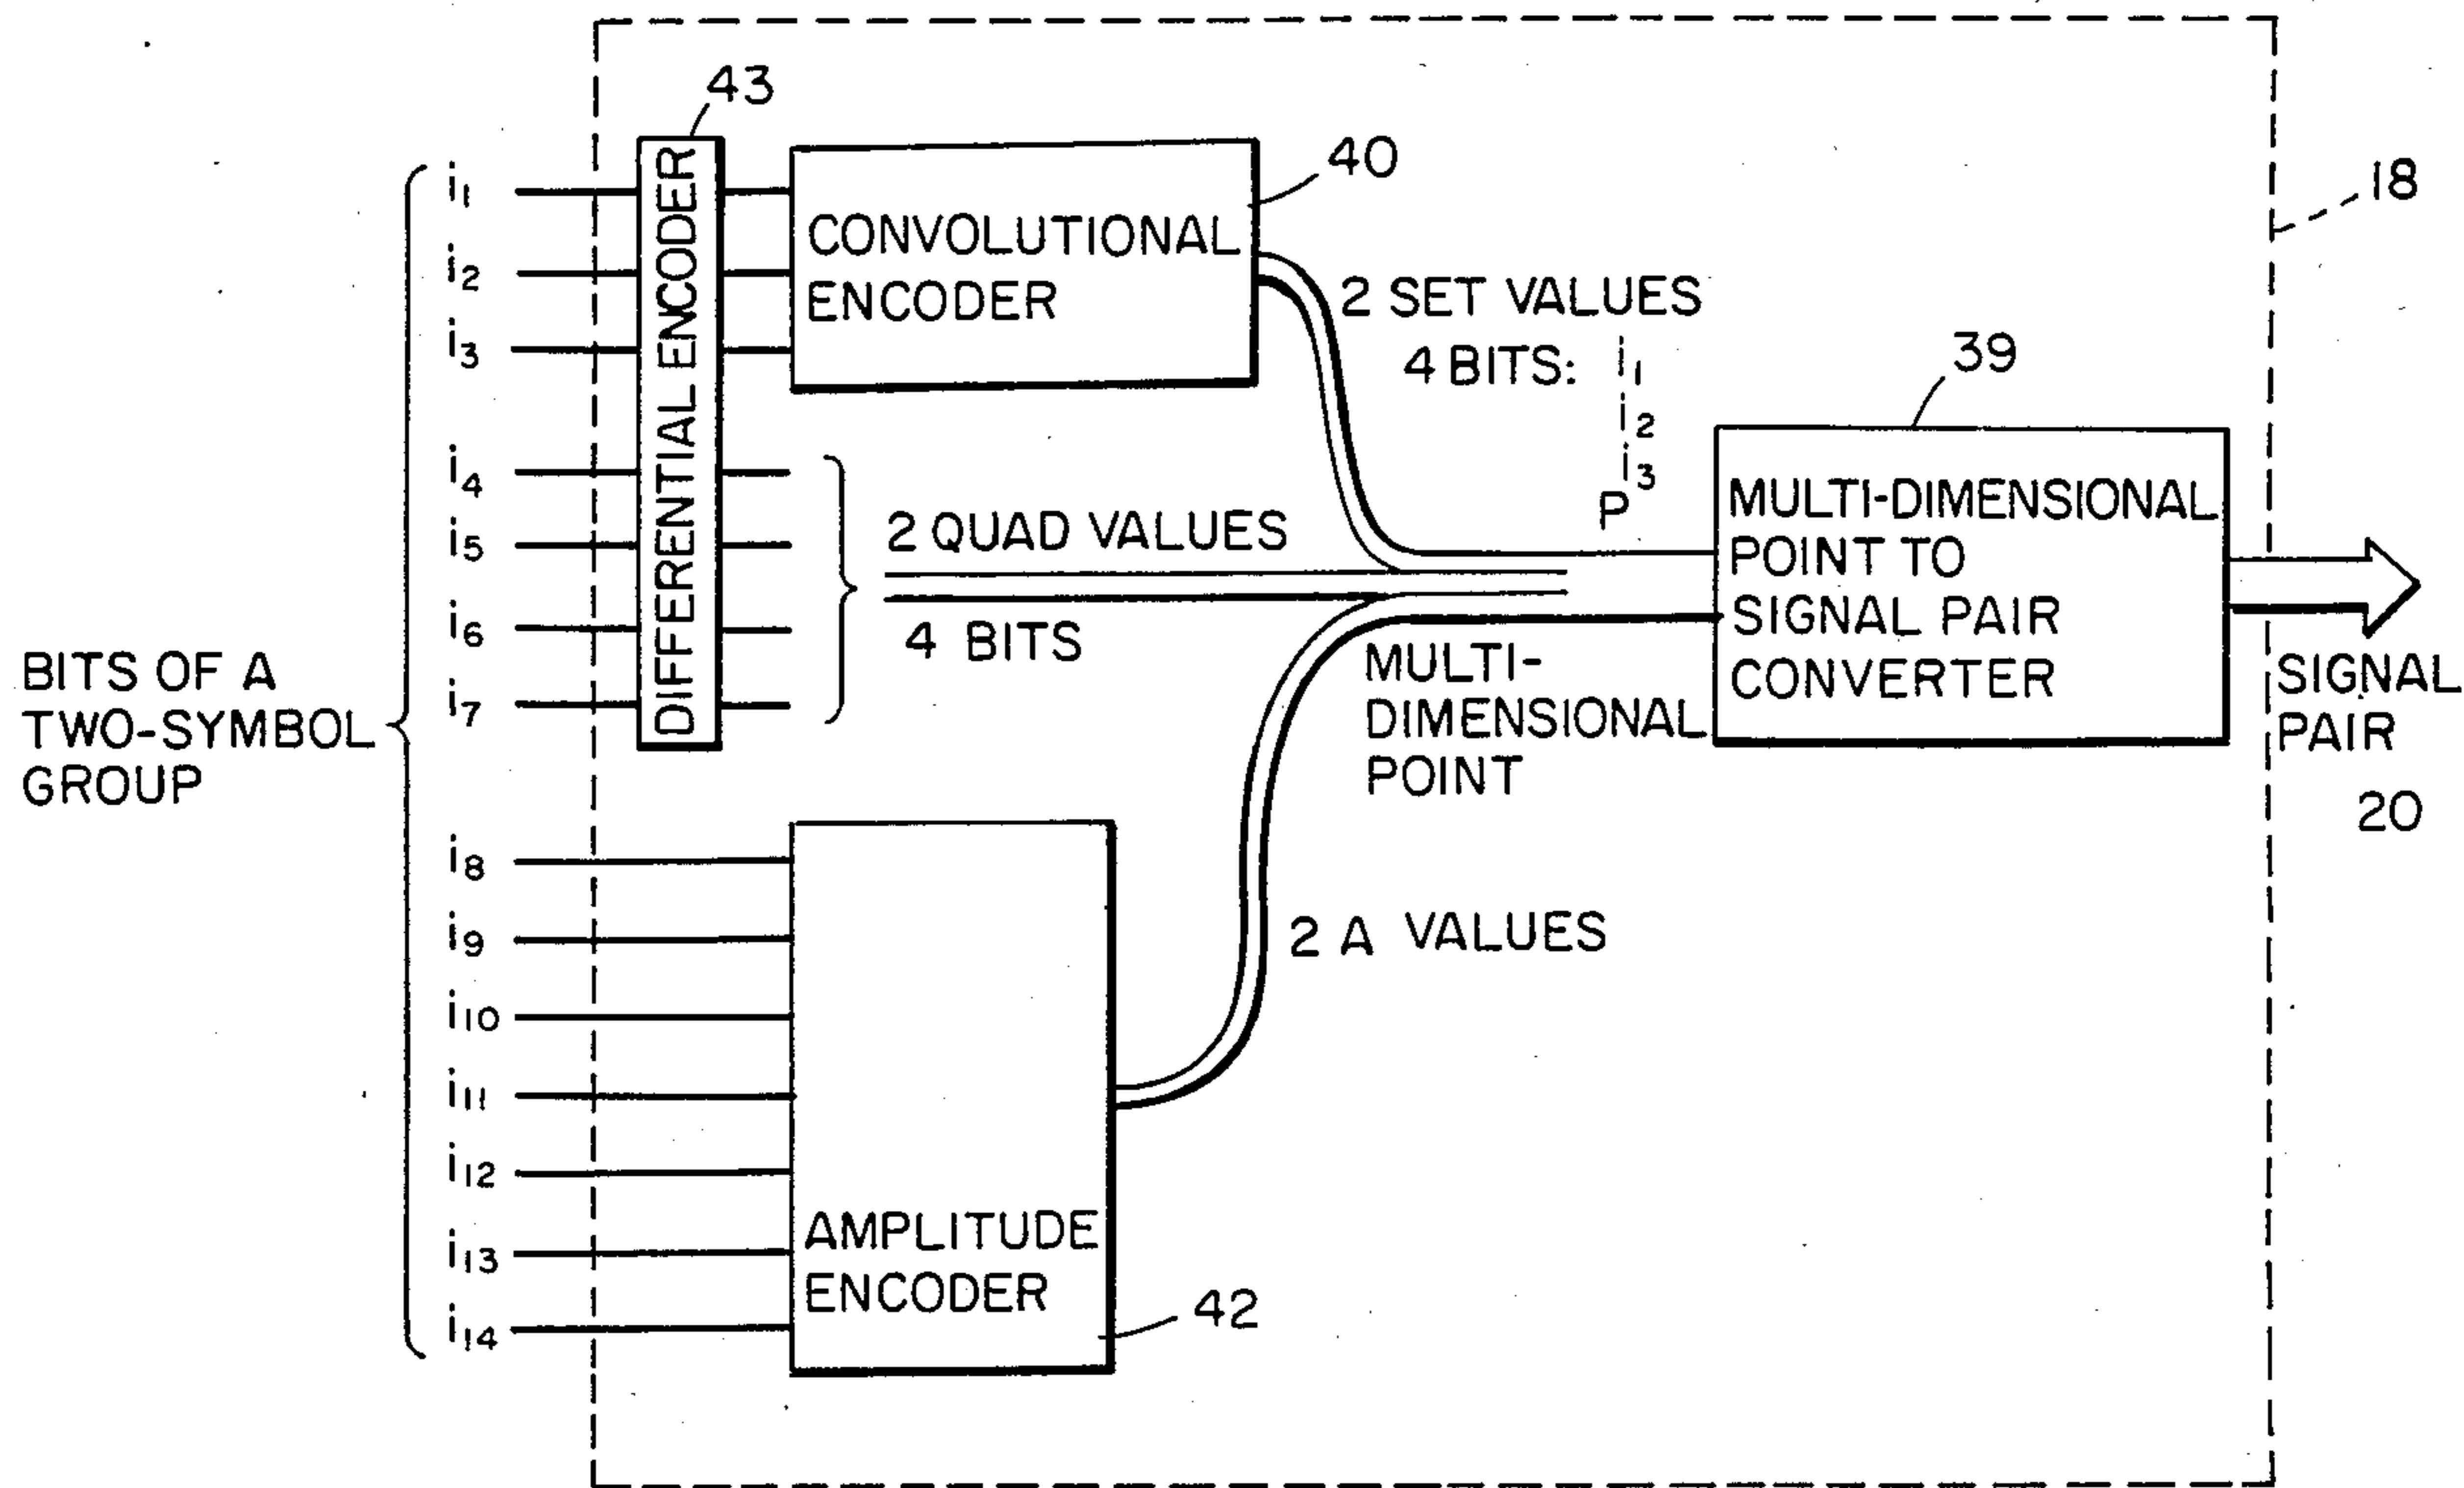 43
18
40
i1
i2
i3
i4
i5
i6
i7
DIFFERENTIAL ENCODER
CONVOLUTIONAL
ENCODER
2 SET VALUES
4 BITS: i1
i2
i3
P
39
2 QUAD VALUES
4 BITS
MULTI-DIMENSIONAL
POINT TO
SIGNAL PAIR
CONVERTER
MULTI-
DIMENSIONAL
POINT
SIGNAL
PAIR
20
BITS OF A
TWO-SYMBOL
GROUP
i8
i9
i10
i11
i12
i13
i14
2 A VALUES
AMPLITUDE
ENCODER
42